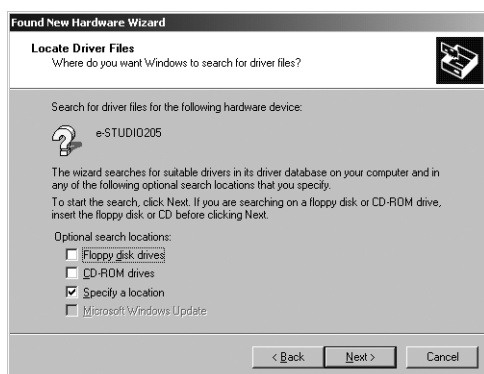 Found New Hardware Wizard
Locate Driver Files
Where do you want Windows to search for driver files?
Search for driver files for the following hardware device:
e-STUDIO205
The wizard searches for suitable drivers in its driver database on your computer and in
any of the following optional search locations that you specify.
To start the search, click Next. If you are searching on a floppy disk or CD-ROM drive,
insert the floppy disk or CD before clicking Next.
Optional search locations:
Floppy disk drives
CD-ROM drives
Specify a location
Microsoft Windows Update
< Back Next > Cancel